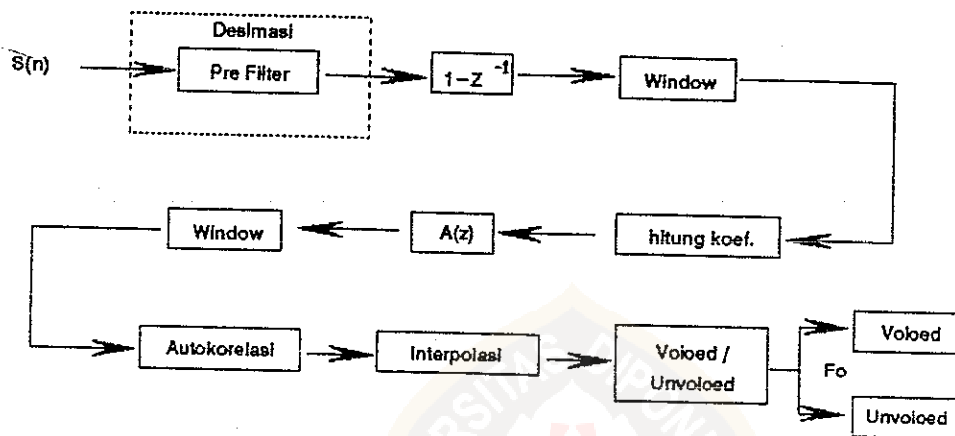 Desimasi
S(n)
Pre Filter
1-Z -1
Window
Window
A(z)
hitung koef.
Autokorelasi
Interpolasi
Voiced /
Unvoiced
Fo
Voiced
Unvoiced